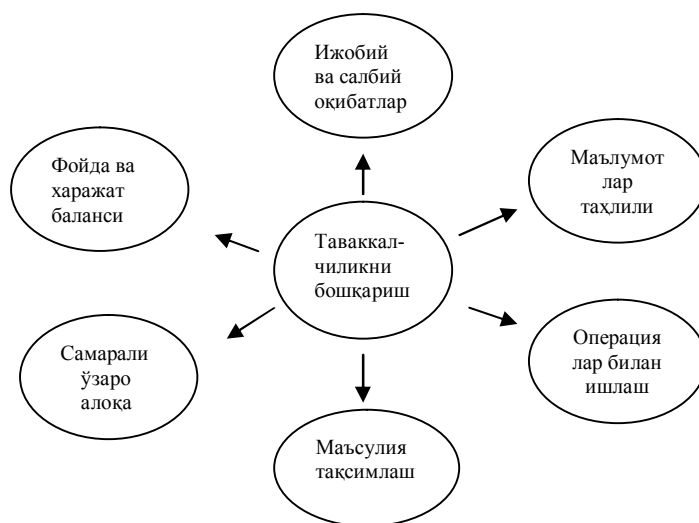 Ижобий
ва салбий
оқибатлар
Фойда ва
харажат
баланси
Маълумот
лар
таҳлили
Таваккал-
чиликни
бошқариш
Самарали
ўзаро
алоқа
Операция
лар билан
ишлаш
Маъсулия
тақсимлаш